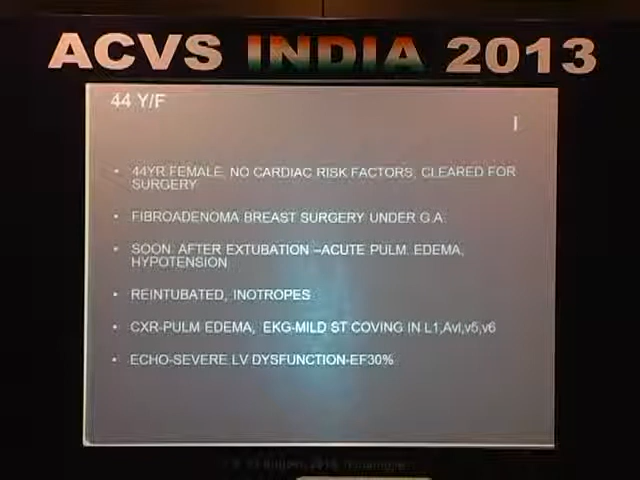 ACVS INDIA 2013
44 Y/F
I
• 44YR FEMALE, NO CARDIAC RISK FACTORS, CLEARED FOR
SURGERY
• FIBROADENOMA BREAST SURGERY UNDER G.A.
• SOON AFTER EXTUBATION –ACUTE PULM. EDEMA,
HYPOTENSION
• REINTUBATED, INOTROPES
• CXR-PULM EDEMA, EKG-MILD ST COVING IN L1,Avl,v5,v6
• ECHO-SEVERE LV DYSFUNCTION-EF30%